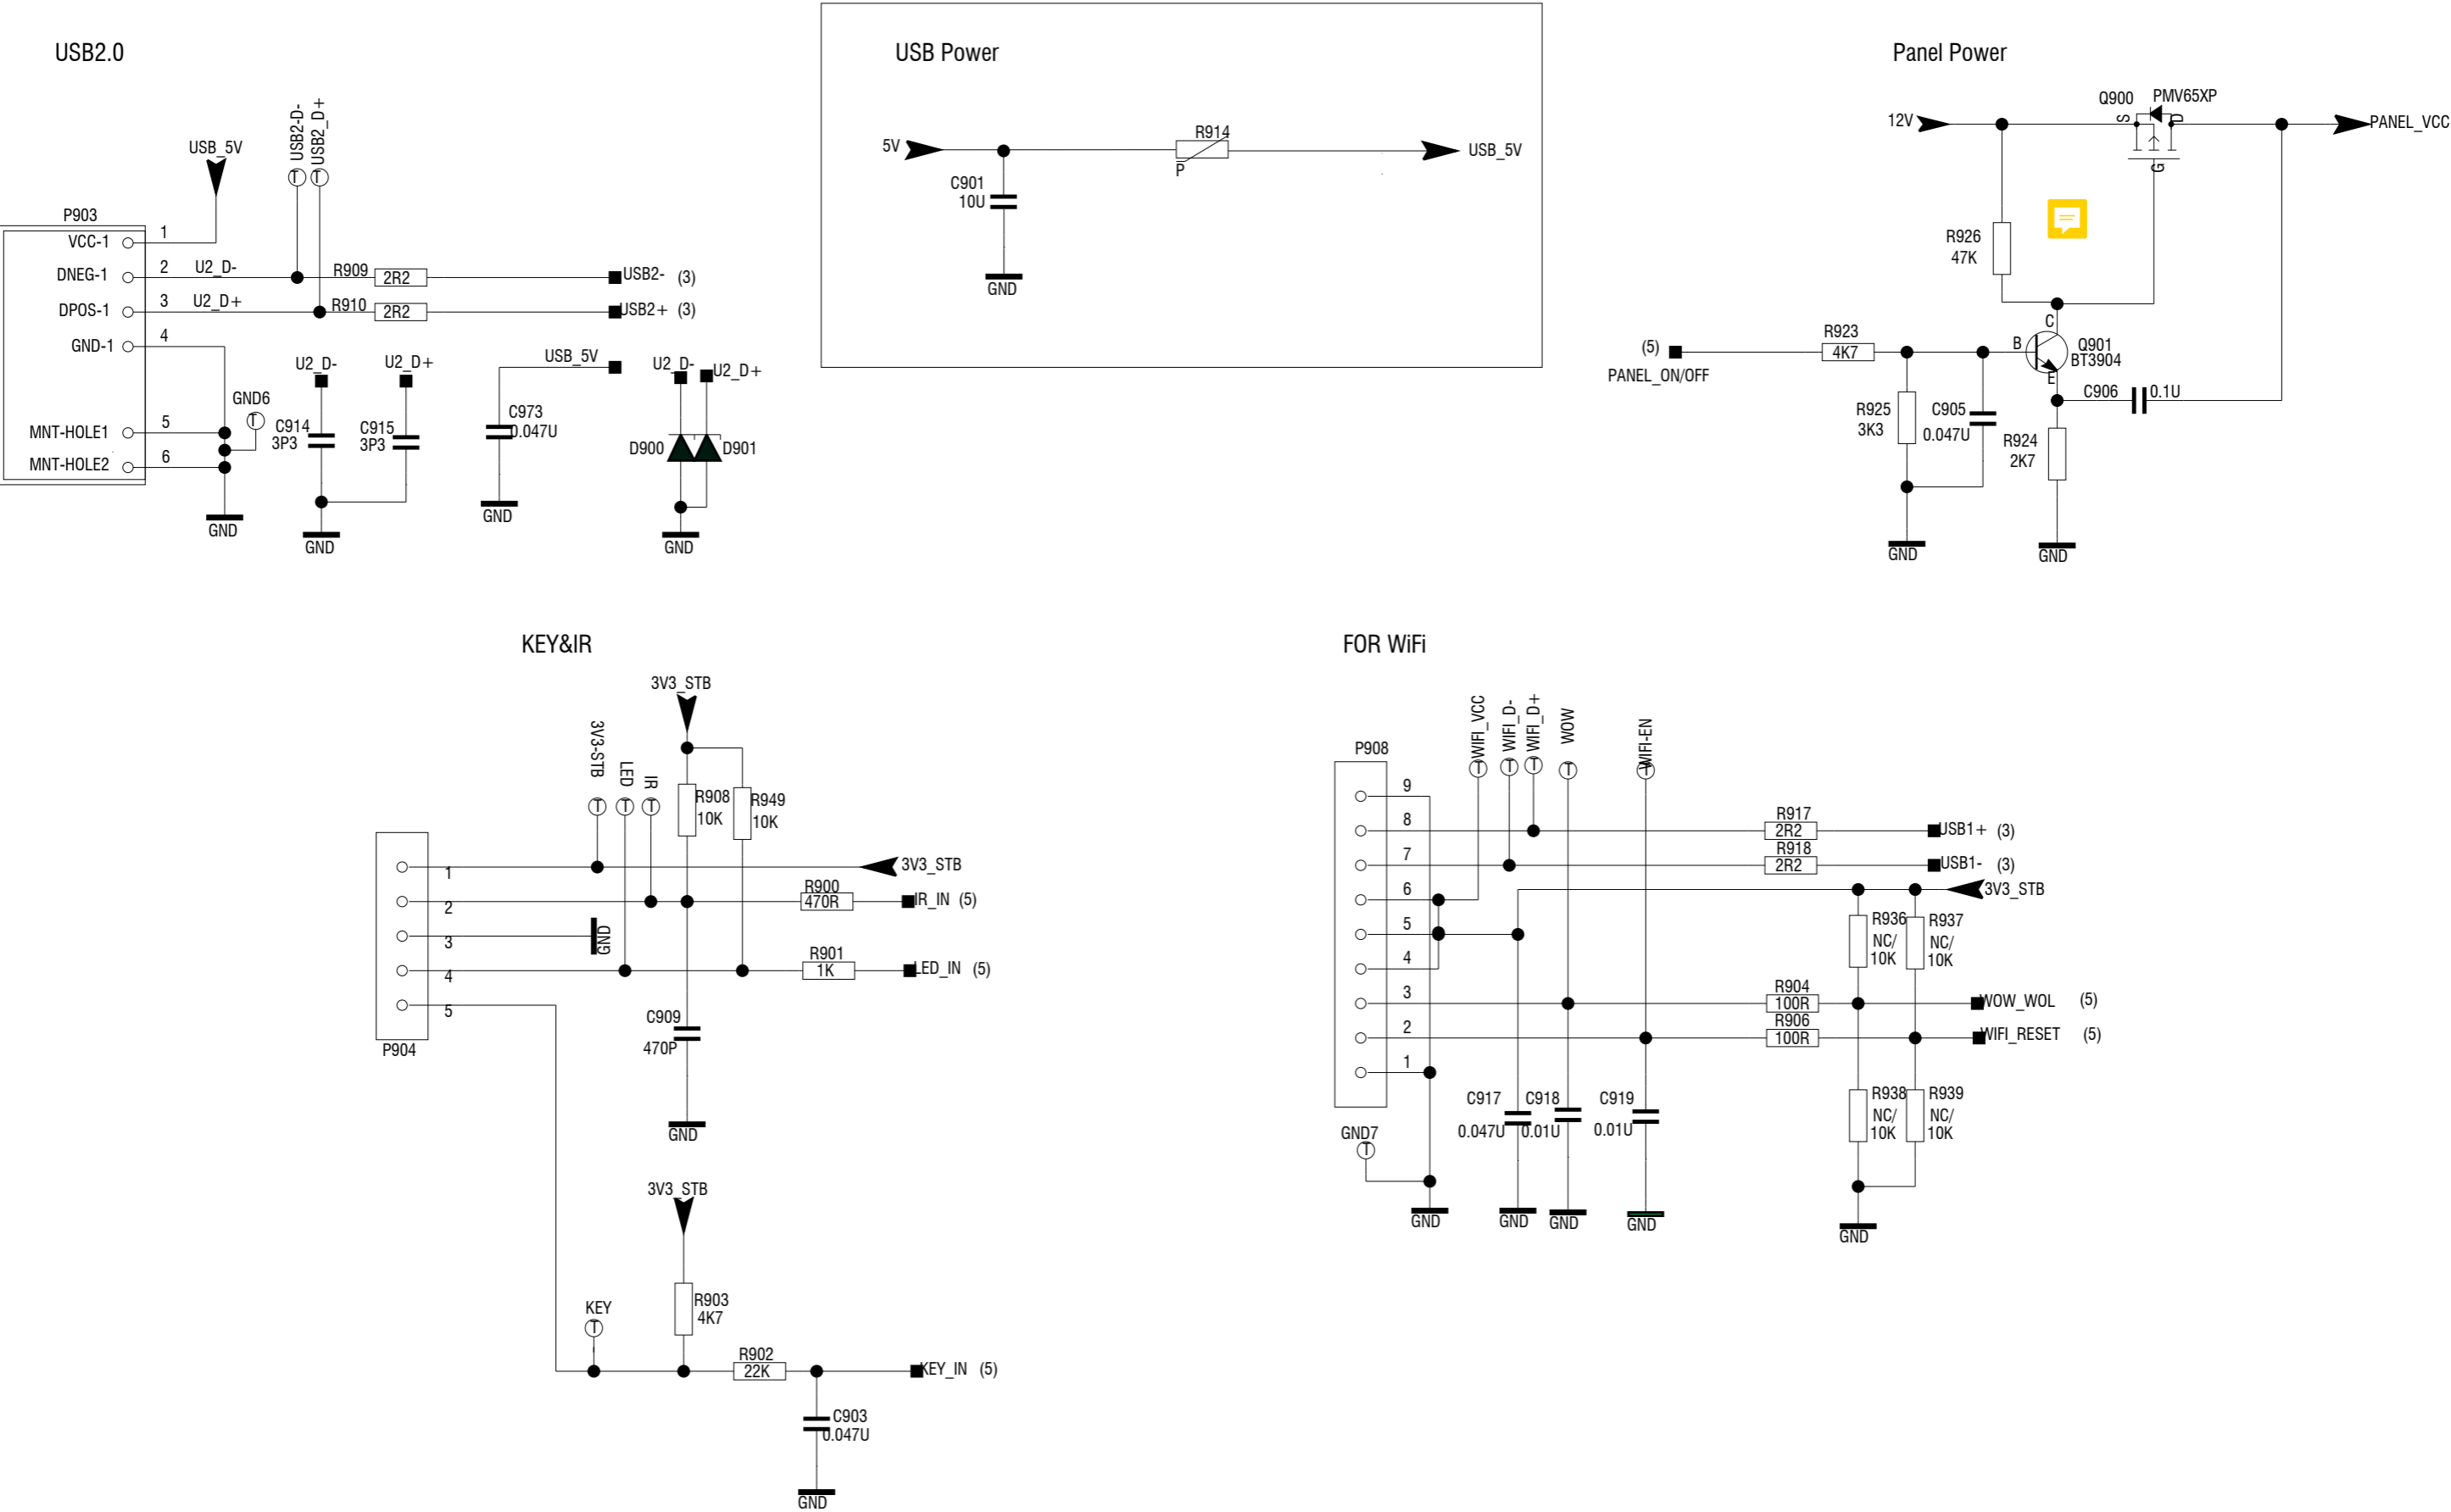 USB2.0
USB2-D-
USB2_D+
USB_5V
P903
VCC-1
1
DNEG-1
2
U2_D-
R909
2R2
USB2- (3)
DPOS-1
3
U2_D+
R910
2R2
USB2+ (3)
GND-1
4
MNT-HOLE1
5
MNT-HOLE2
6
GND6
T
T
T
GND
U2_D-
C914
3P3
U2_D+
C915
3P3
GND
USB_5V
C973
0.047U
GND
U2_D-
U2_D+
D900
D901
GND
USB Power
5V
R914
P
USB_5V
C901
10U
GND
Panel Power
12V
Q900
PMV65XP
S
D
G
PANEL_VCC
R926
47K
(5)
PANEL_ON/OFF
R923
4K7
B
C
E
Q901
BT3904
R925
3K3
C905
0.047U
C906
0.1U
R924
2K7
GND
GND
KEY&IR
3V3_STB
3V3-STB
LED
IR
T
T
T
R908
10K
R949
10K
1
3V3_STB
2
R900
470R
IR_IN (5)
3
GND
4
R901
1K
LED_IN (5)
5
P904
C909
470P
GND
3V3_STB
R903
4K7
KEY
T
R902
22K
KEY_IN (5)
C903
0.047U
GND
FOR WiFi
WIFI_VCC
WIFI_D-
WIFI_D+
WOW
WIFI-EN
T
T
T
T
T
P908
9
8
R917
2R2
USB1+ (3)
7
R918
2R2
USB1- (3)
6
3V3_STB
5
R936
NC/
10K
R937
NC/
10K
4
3
R904
100R
WOW_WOL (5)
2
R906
100R
WIFI_RESET (5)
1
C917
0.047U
C918
0.01U
C919
0.01U
R938
NC/
10K
R939
NC/
10K
GND7
T
GND
GND
GND
GND
GND